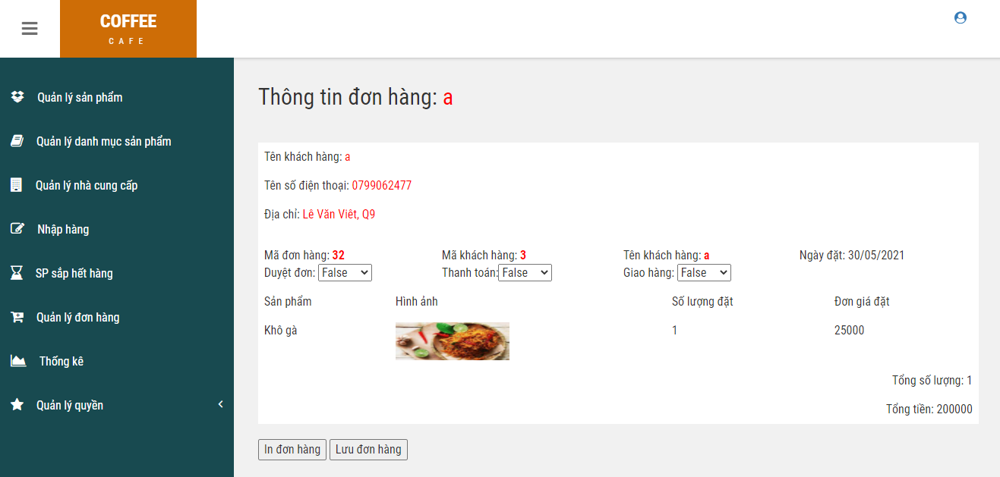 COFFEE
CAFE
Quản lý sản phẩm
Quản lý danh mục sản phẩm
Quản lý nhà cung cấp
Nhập hàng
SP sắp hết hàng
Quản lý đơn hàng
Thống kê
Quản lý quyền
Thông tin đơn hàng: a
Tên khách hàng: a
Tên số điện thoại: 0799062477
Địa chỉ: Lê Văn Viêt, Q9
Mã đơn hàng: 32 Mã khách hàng: 3 Tên khách hàng: a Ngày đặt: 30/05/2021
Duyệt đơn: False Thanh toán: False Giao hàng: False
Sản phẩm Hình ảnh Số lượng đặt Đơn giá đặt
Khô gà 1 25000
Tổng số lượng: 1
Tổng tiền: 200000
In đơn hàng Lưu đơn hàng